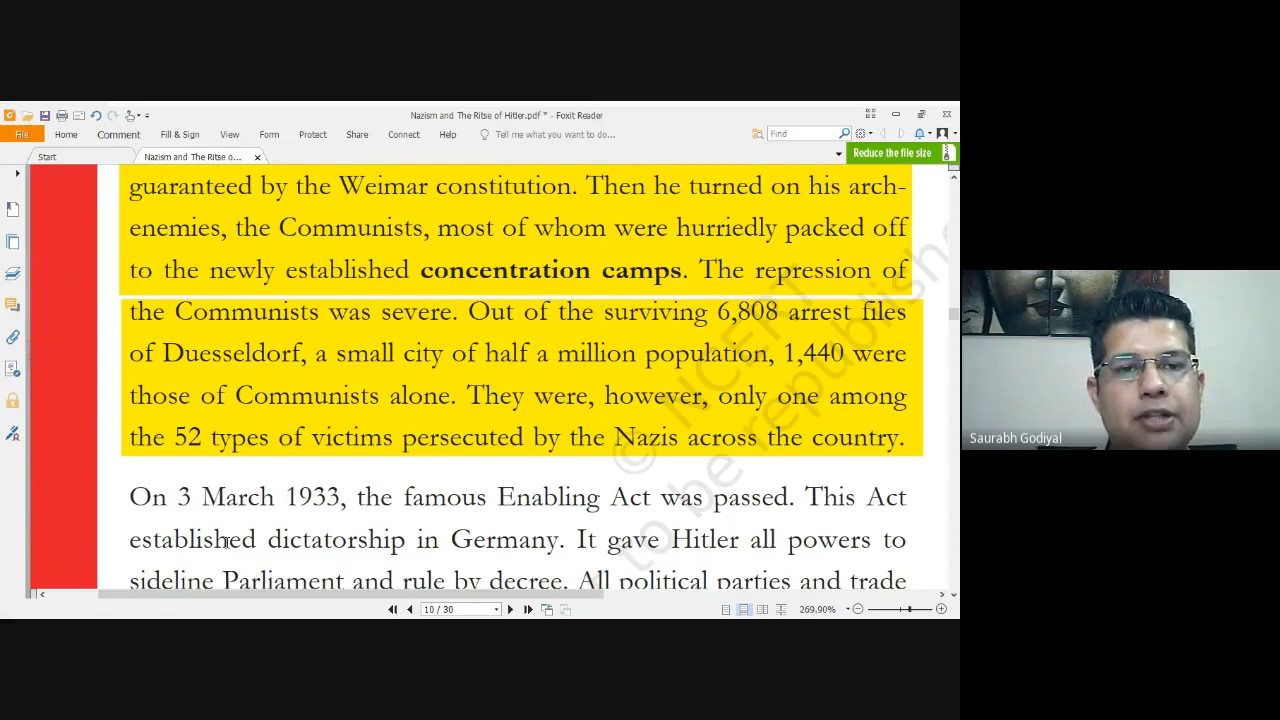 Nazism and The Ritse of Hitler.pdf * - Foxit Reader
File Home Comment Fill & Sign View Form Protect Share Connect Help Tell me what you want to do... Find
Start Nazism and The Ritse o... Reduce the file size
guaranteed by the Weimar constitution. Then he turned on his arch-
enemies, the Communists, most of whom were hurriedly packed off
to the newly established concentration camps. The repression of
the Communists was severe. Out of the surviving 6,808 arrest files
of Duesseldorf, a small city of half a million population, 1,440 were
those of Communists alone. They were, however, only one among
the 52 types of victims persecuted by the Nazis across the country.
On 3 March 1933, the famous Enabling Act was passed. This Act
established dictatorship in Germany. It gave Hitler all powers to
sideline Parliament and rule by decree. All political parties and trade
© NCERT
to be republishe
10 / 30 269.90%
Saurabh Godiyal